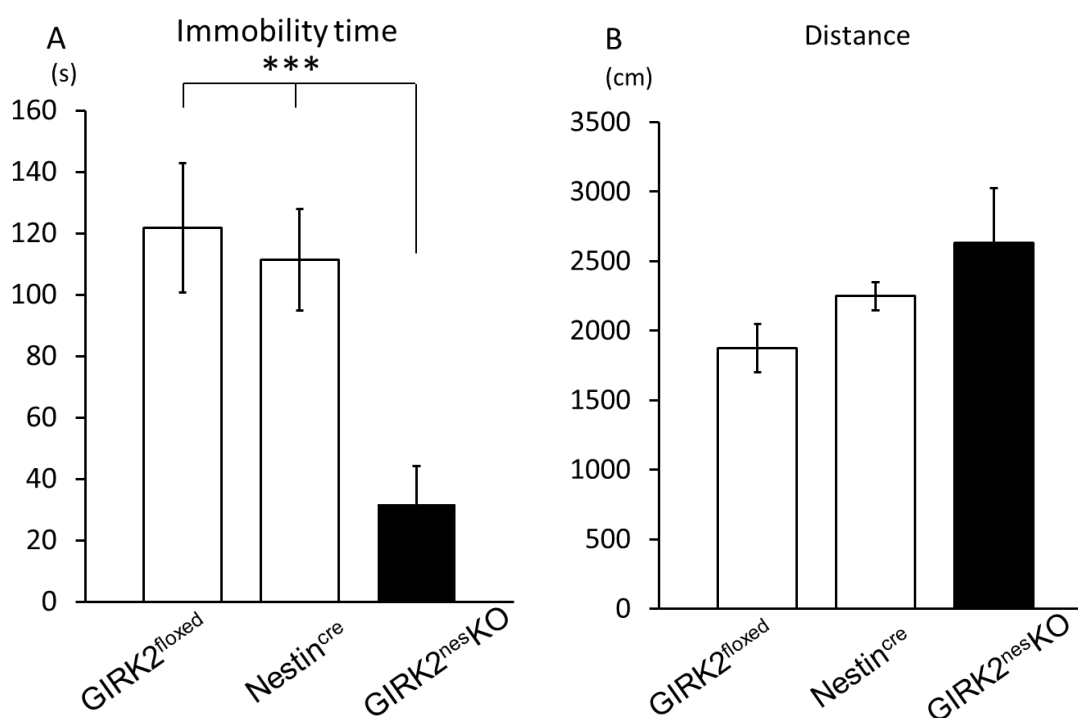 A
Immobility time
(s)
***
160
140
120
100
80
60
40
20
0
GIRK2floxed
Nestincre
GIRK2nesKO
B
Distance
(cm)
3500
3000
2500
2000
1500
1000
500
0
GIRK2floxed
Nestincre
GIRK2nesKO